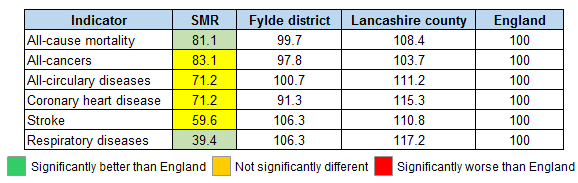 Indicator SMR Fylde district Lancashire county England
All-cause mortality 81.1 99.7 108.4 100
All-cancers 83.1 97.8 103.7 100
All-circulary diseases 71.2 100.7 111.2 100
Coronary heart disease 71.2 91.3 115.3 100
Stroke 59.6 106.3 110.8 100
Respiratory diseases 39.4 106.3 117.2 100
Significantly better than England Not significantly different Significantly worse than England